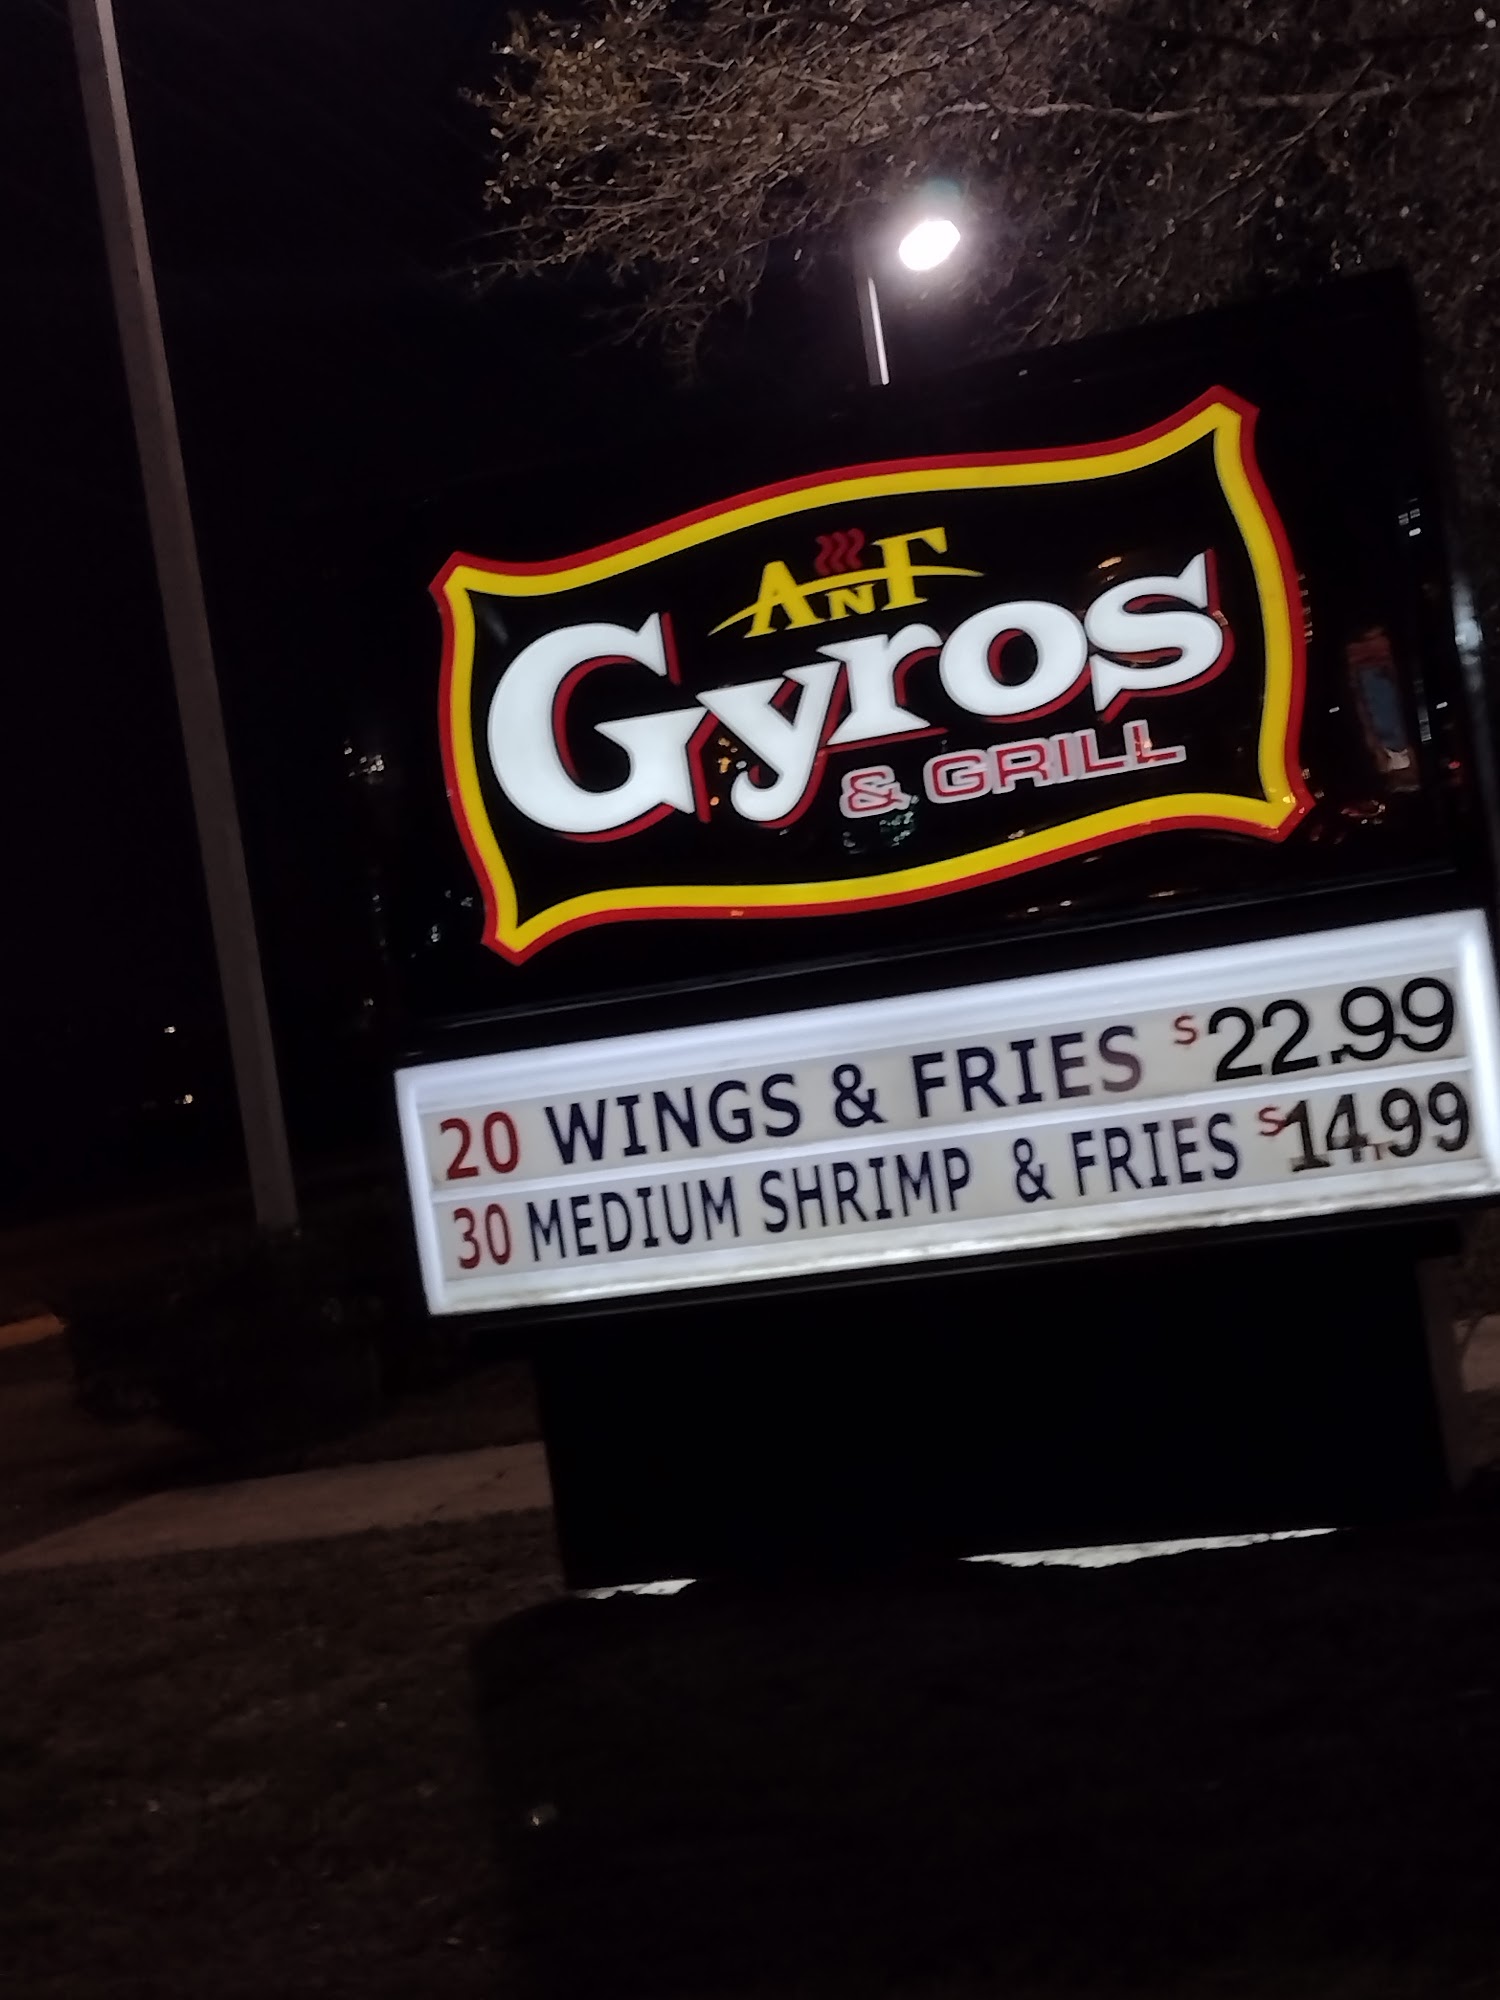 AnF
Gyros
& GRILL
20 WINGS & FRIES $22.99
30 MEDIUM SHRIMP & FRIES $14.99